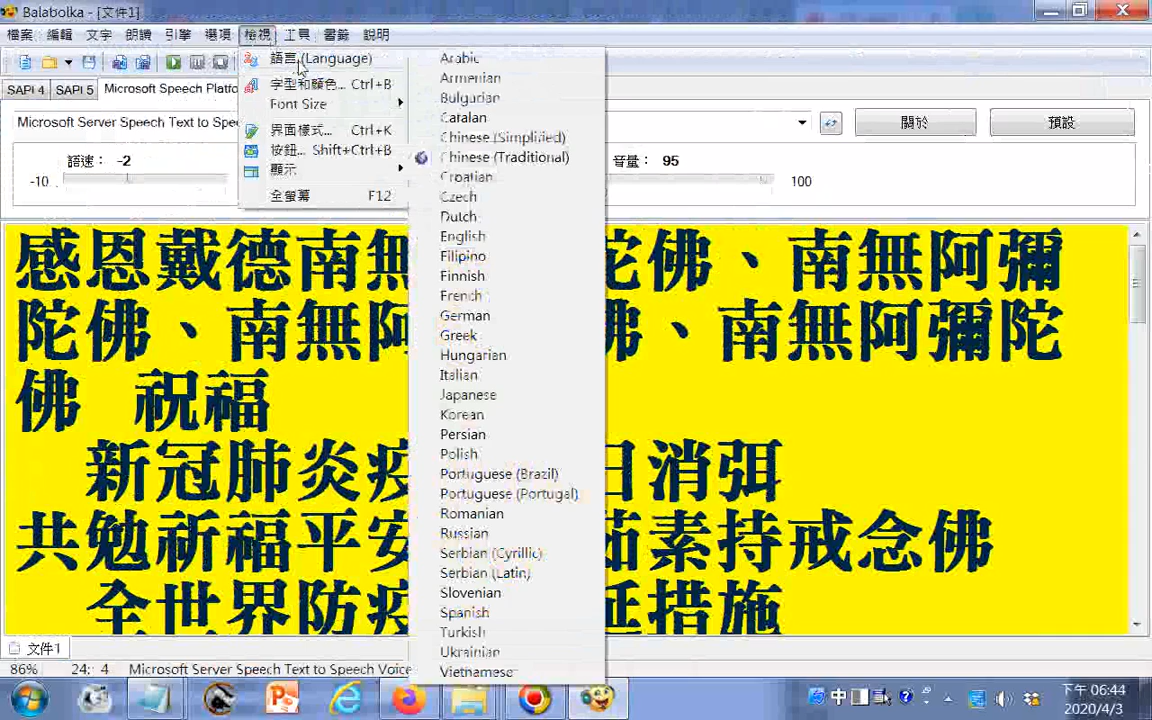 Balabolka - [文件1]
檔案 編輯 文字 朗讀 引擎 選項 檢視 工具 書籤 說明
SAPI 4 SAPI 5 Microsoft Speech Platfo
Microsoft Server Speech Text to Spe
語速： -2
-10
音量： 95
100
關於
預設
語言 (Language)
字型和顏色... Ctrl+B
Font Size
界面樣式... Ctrl+K
按鈕... Shift+Ctrl+B
顯示
全螢幕 F12
Arabic
Armenian
Bulgarian
Catalan
Chinese (Simplified)
Chinese (Traditional)
Croatian
Czech
Dutch
English
Filipino
Finnish
French
German
Greek
Hungarian
Italian
Japanese
Korean
Persian
Polish
Portuguese (Brazil)
Portuguese (Portugal)
Romanian
Russian
Serbian (Cyrillic)
Serbian (Latin)
Slovenian
Spanish
Turkish
Ukrainian
Vietnamese
感恩戴德南無 陀佛、南無阿彌
陀佛、南無阿 佛、南無阿彌陀
佛 祝福
新冠肺炎疫 日消弭
共勉祈福平安 茹素持戒念佛
全世界防疫 延措施
文件1
86% 24: 4 Microsoft Server Speech Text to Speech Voice
中
下午 06:44
2020/4/3